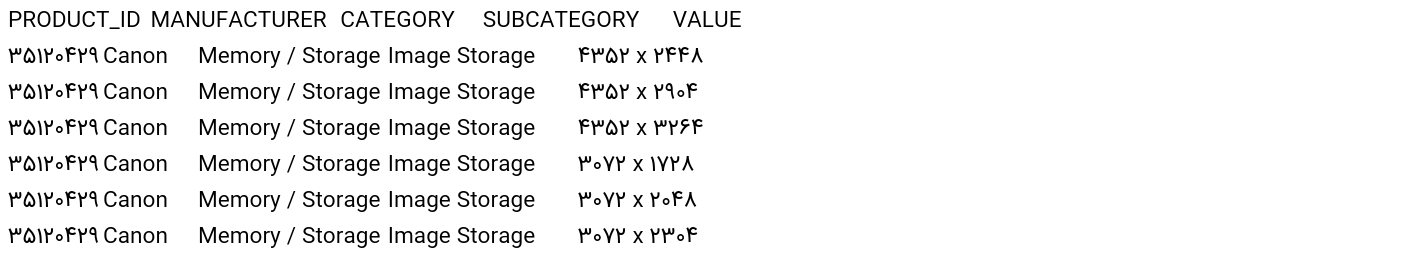 PRODUCT_ID MANUFACTURER CATEGORY SUBCATEGORY VALUE
۳۵۱۲۰۴۲۹ Canon Memory / Storage Image Storage ۴۳۵۲ x ۲۴۴۸
۳۵۱۲۰۴۲۹ Canon Memory / Storage Image Storage ۴۳۵۲ x ۲۹۰۴
۳۵۱۲۰۴۲۹ Canon Memory / Storage Image Storage ۴۳۵۲ x ۳۲۶۴
۳۵۱۲۰۴۲۹ Canon Memory / Storage Image Storage ۳۰۷۲ x ۱۷۲۸
۳۵۱۲۰۴۲۹ Canon Memory / Storage Image Storage ۳۰۷۲ x ۲۰۴۸
۳۵۱۲۰۴۲۹ Canon Memory / Storage Image Storage ۳۰۷۲ x ۲۳۰۴